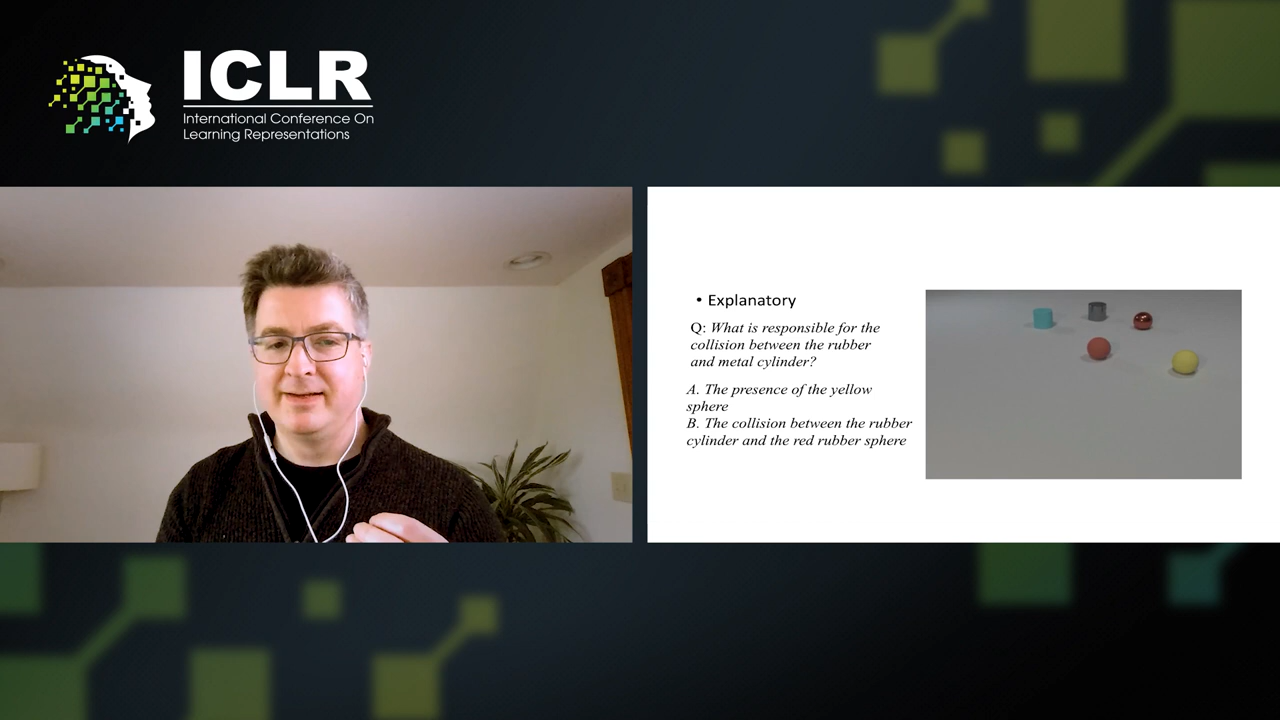 ICLR
International Conference On
Learning Representations
• Explanatory
Q: What is responsible for the
collision between the rubber
and metal cylinder?
A. The presence of the yellow
sphere
B. The collision between the rubber
cylinder and the red rubber sphere